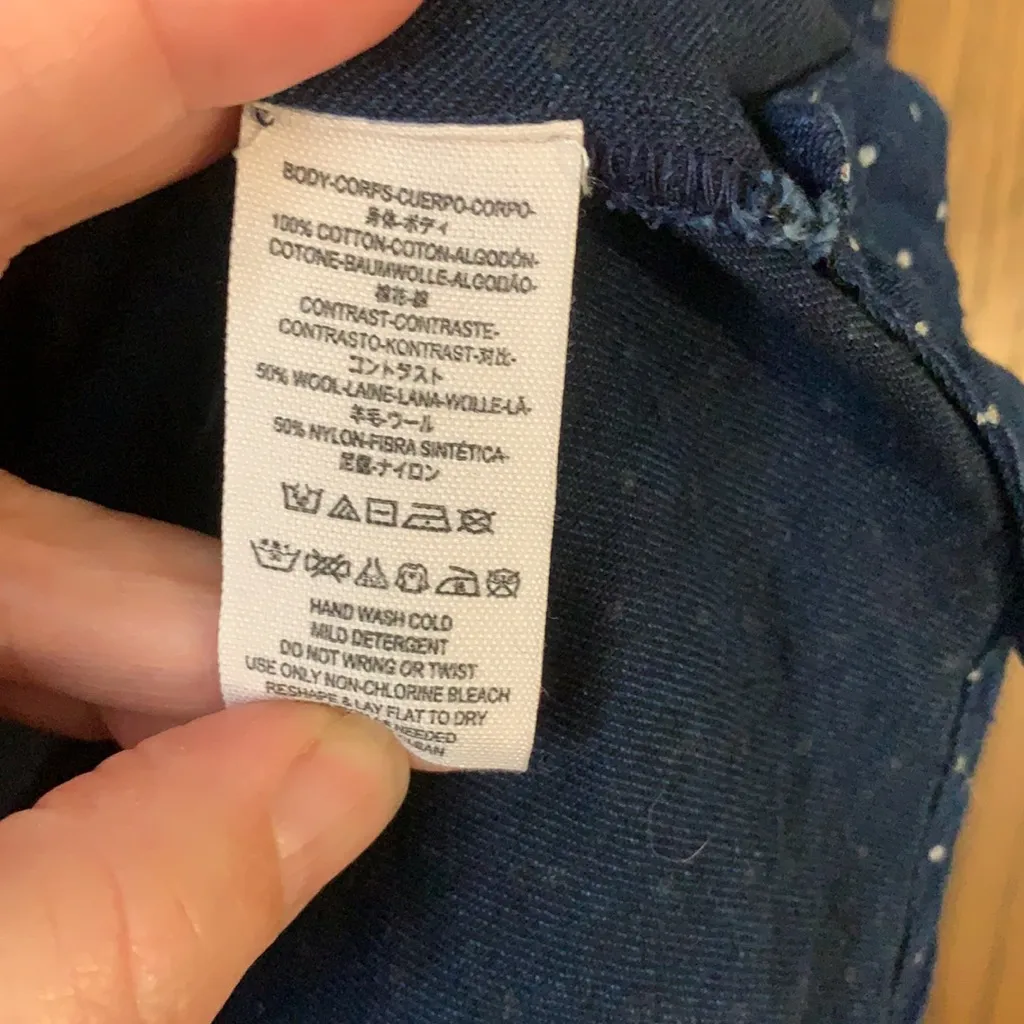 BODY-CORPS-CUERPO-CORPO-
身体-ボディ
100% COTTON-COTON-ALGODÓN-
COTONE-BAUMWOLLE-ALGODÃO-
棉花-綿
CONTRAST-CONTRASTE-
CONTRASTO-KONTRAST-对比-
コントラスト
50% WOOL-LAINE-LANA-WOLLE-LÃ-
羊毛-ウール
50% NYLON-FIBRA SINTÉTICA-
-ナイロン
HAND WASH COLD
MILD DETERGENT
DO NOT WRING OR TWIST
USE ONLY NON-CHLORINE BLEACH
RESHAPE & LAY FLAT TO DRY
NEEDED